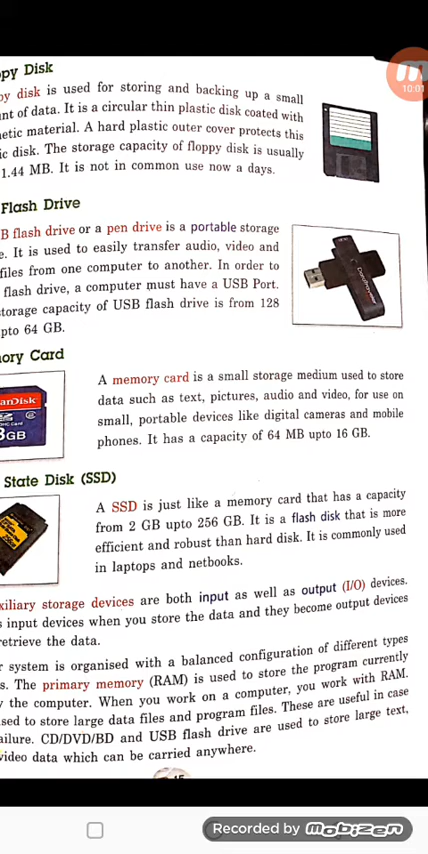 ppy Disk
py disk is used for storing and backing up a small
unt of data. It is a circular thin plastic disk coated with
netic material. A hard plastic outer cover protects this
ic disk. The storage capacity of floppy disk is usually
1.44 MB. It is not in common use now a days.
10:01
Flash Drive
B flash drive or a pen drive is a portable storage
e. It is used to easily transfer audio, video and
files from one computer to another. In order to
flash drive, a computer must have a USB Port.
torage capacity of USB flash drive is from 128
upto 64 GB.
ory Card
anDisk
GB
A memory card is a small storage medium used to store
data such as text, pictures, audio and video, for use on
small, portable devices like digital cameras and mobile
phones. It has a capacity of 64 MB upto 16 GB.
State Disk (SSD)
A SSD is just like a memory card that has a capacity
from 2 GB upto 256 GB. It is a flash disk that is more
efficient and robust than hard disk. It is commonly used
in laptops and netbooks.
xiliary storage devices are both input as well as output (I/O) devices.
s input devices when you store the data and they become output devices
retrieve the data.
r system is organised with a balanced configuration of different types
s. The primary memory (RAM) is used to store the program currently
y the computer. When you work on a computer, you work with RAM.
sed to store large data files and program files. These are useful in case
ailure. CD/DVD/BD and USB flash drive are used to store large text,
video data which can be carried anywhere.
Recorded by mobizen